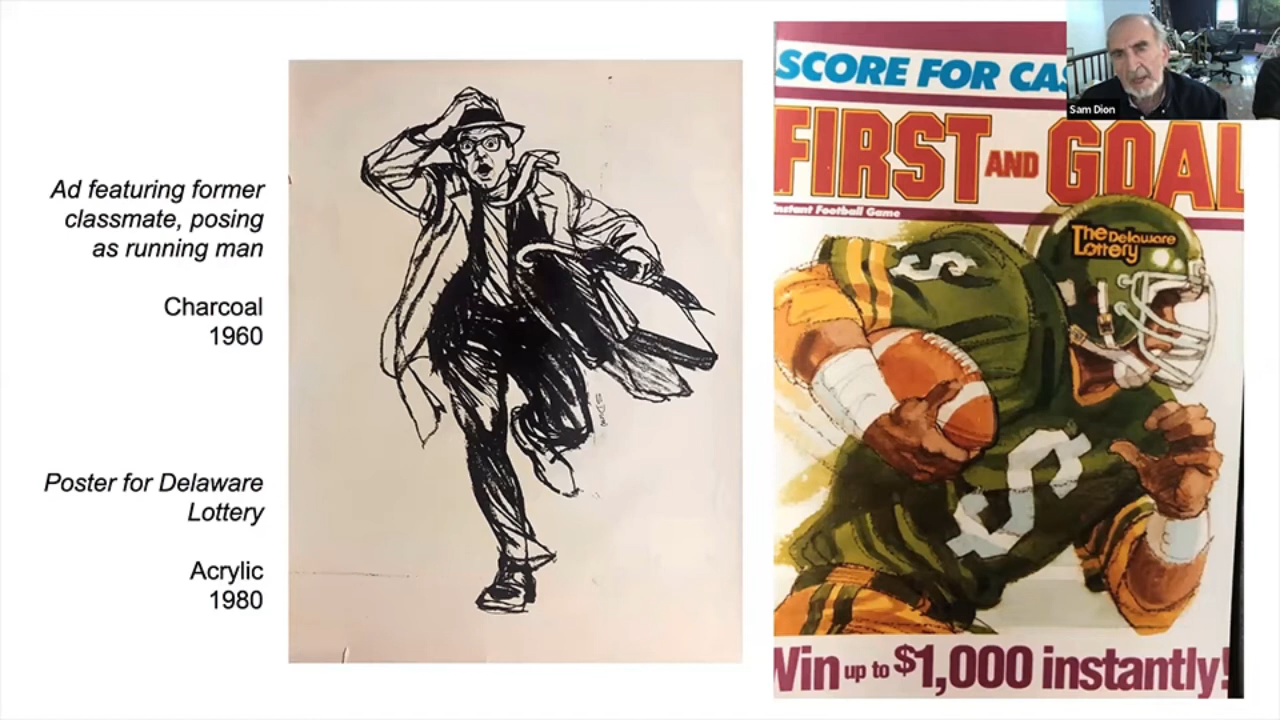 Ad featuring former
classmate, posing
as running man
Charcoal
1960
Poster for Delaware
Lottery
Acrylic
1980
SCORE FOR CAS
FIRST AND GOAL
Instant Football Game
The Delaware
Lottery
S
S
Win up to $1,000 instantly!
Sam Dion